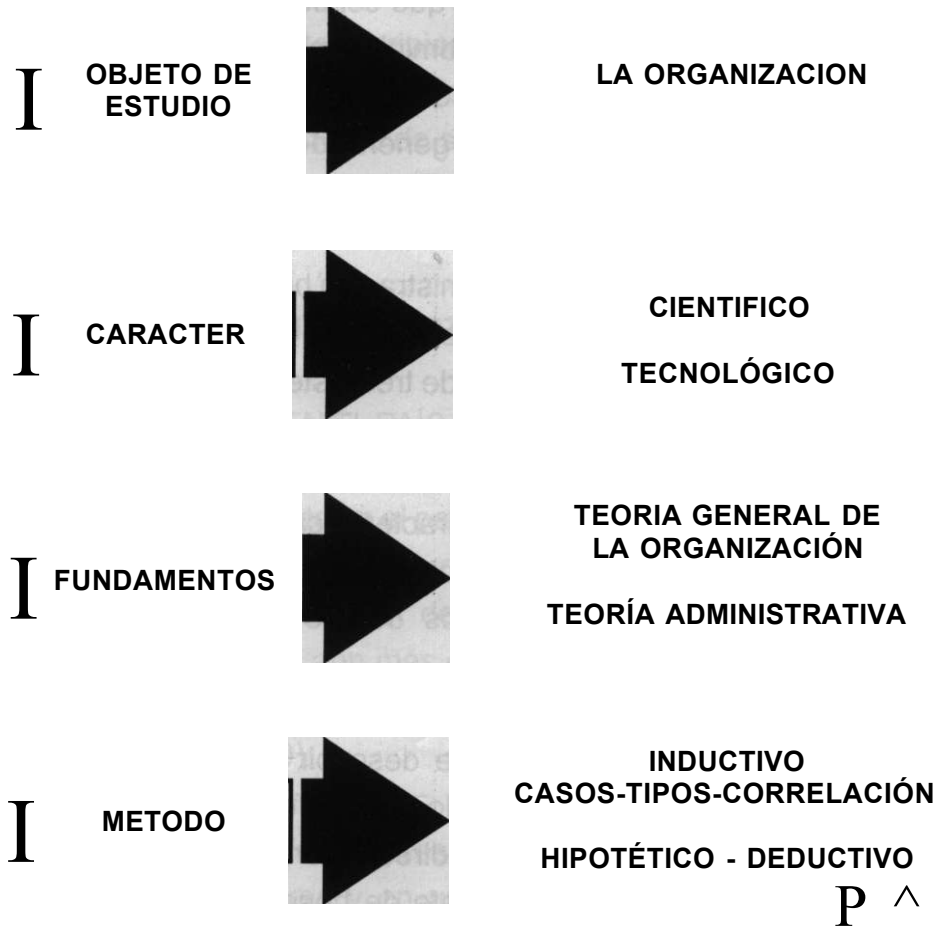 I OBJETO DE
ESTUDIO
LA ORGANIZACION
I CARACTER
CIENTIFICO
TECNOLÓGICO
I FUNDAMENTOS
TEORIA GENERAL DE
LA ORGANIZACIÓN
TEORÍA ADMINISTRATIVA
I METODO
INDUCTIVO
CASOS-TIPOS-CORRELACIÓN
HIPOTÉTICO - DEDUCTIVO
P ^